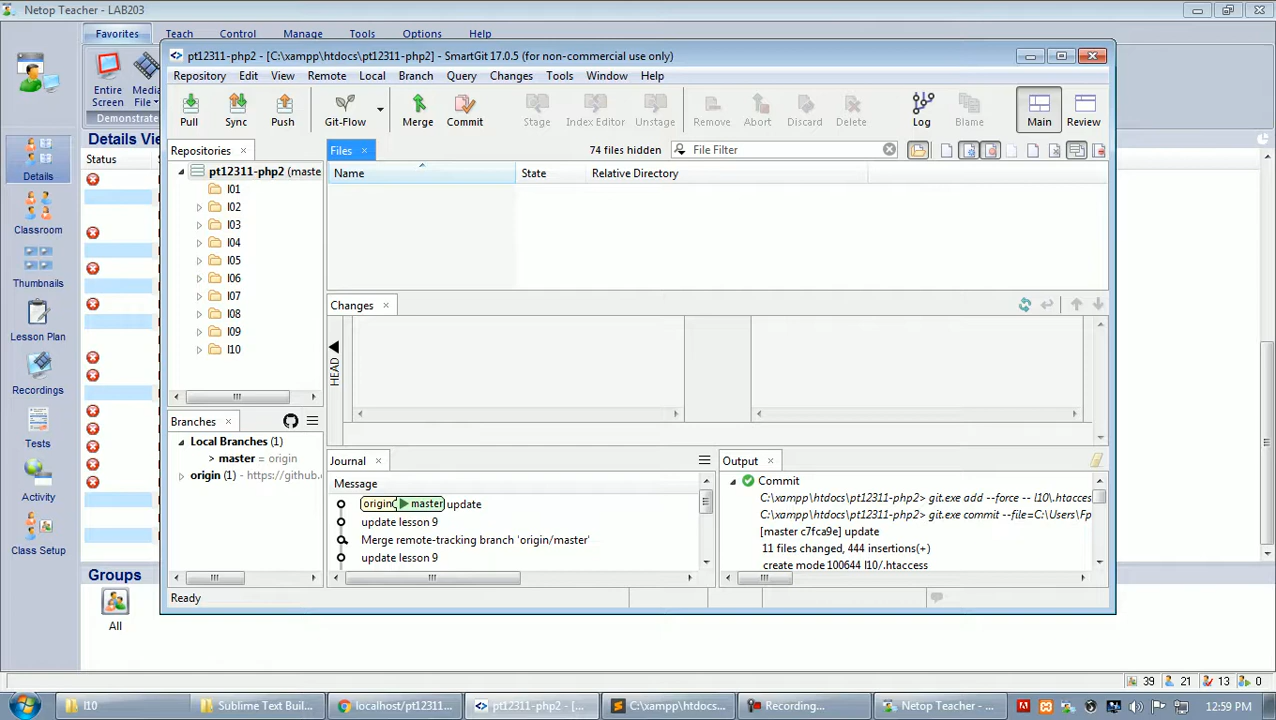 Netop Teacher - LAB203
Favorites Teach Control Manage Tools Options Help
Entire Screen
Media File
Demonstrate
Details
Classroom
Thumbnails
Lesson Plan
Recordings
Tests
Activity
Class Setup
Details Vie
Status
Groups
All
pt12311-php2 - [C:\xampp\htdocs\pt12311-php2] - SmartGit 17.0.5 (for non-commercial use only)
Repository Edit View Remote Local Branch Query Changes Tools Window Help
Pull Sync Push Git-Flow Merge Commit Stage Index Editor Unstage Remove Abort Discard Delete Log Blame Main Review
Repositories
pt12311-php2 (maste
l01
l02
l03
l04
l05
l06
l07
l08
l09
l10
Files 74 files hidden File Filter
Name State Relative Directory
Changes
HEAD
Branches
Local Branches (1)
> master = origin
origin (1) - https://github.
Journal
Message
origin master update
update lesson 9
Merge remote-tracking branch 'origin/master'
update lesson 9
Output
Commit
C:\xampp\htdocs\pt12311-php2> git.exe add --force -- l10\.htacces
C:\xampp\htdocs\pt12311-php2> git.exe commit --file=C:\Users\Fp
[master c7fca9e] update
11 files changed, 444 insertions(+)
create mode 100644 l10/.htaccess
Ready
39 21 13 0
l10 Sublime Text Buil... localhost/pt12311... pt12311-php2 - [... C:\xampp\htdocs... Recording... Netop Teacher - ... 12:59 PM